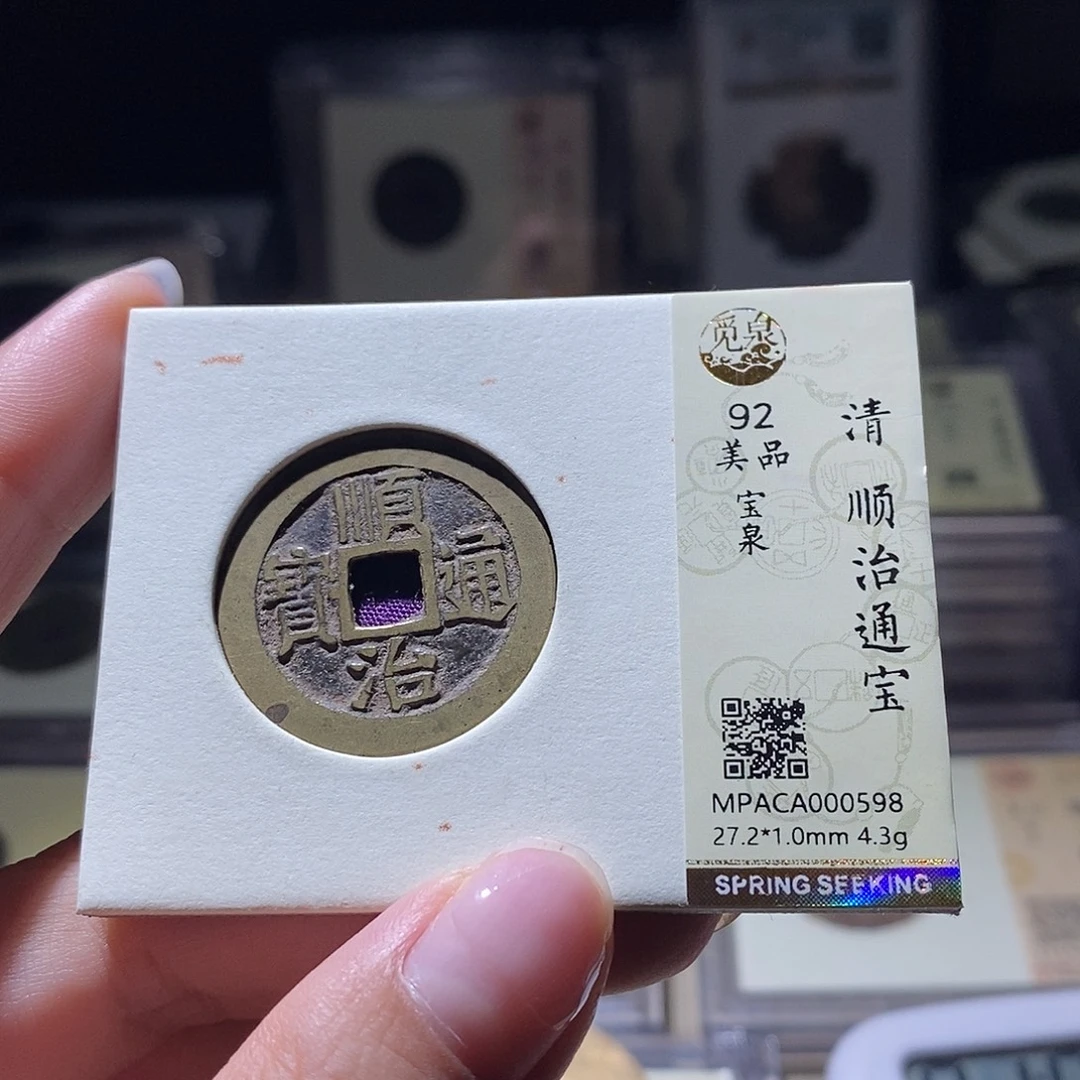 順治通寶
觅泉
92
美品
宝泉
清 顺治通宝
MPACA000598
27.2*1.0mm 4.3g
SPRING SEEKING